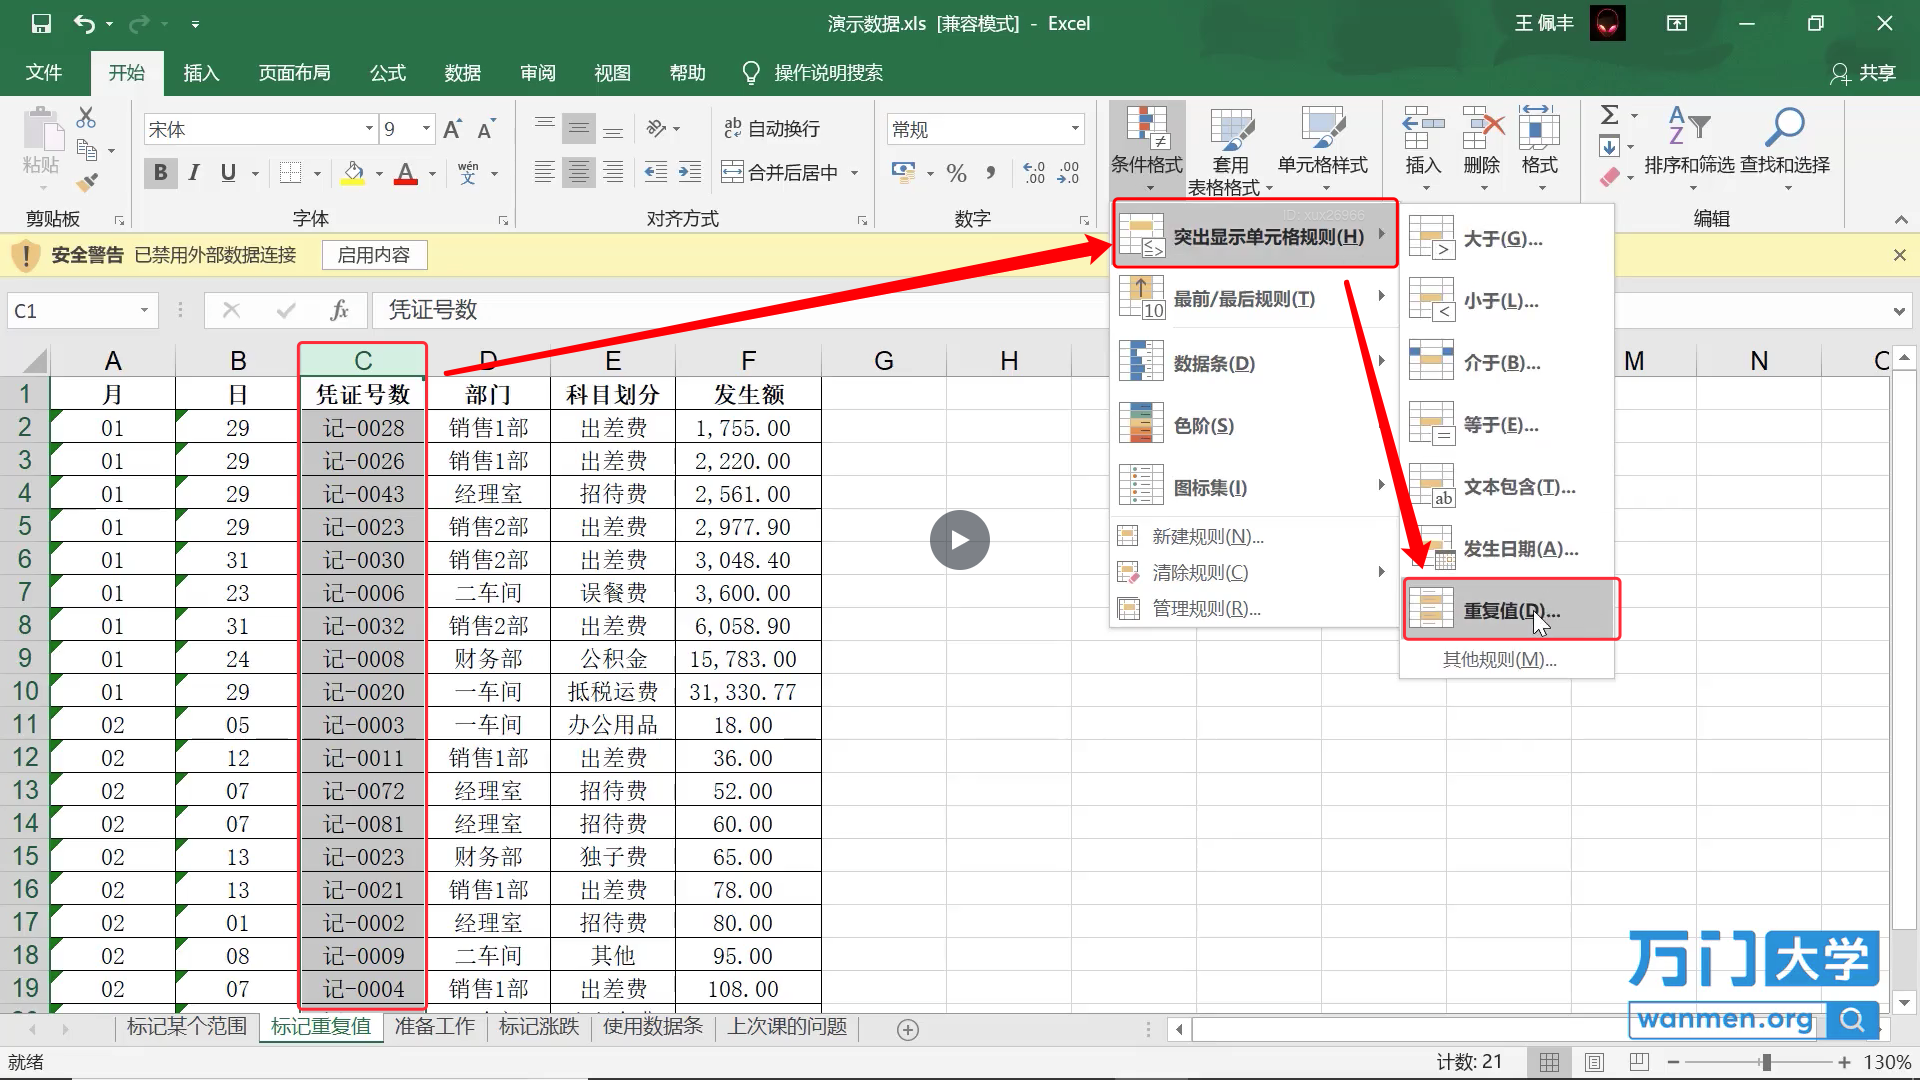 演示数据.xls [兼容模式] - Excel
王 佩丰
文件 开始 插入 页面布局 公式 数据 审阅 视图 帮助 操作说明搜索 共享
粘贴 宋体 9 A A ab c 自动换行 常规 条件格式 套用 单元格样式 插入 删除 格式 Σ A Z 排序和筛选 查找和选择
B I U A wén 文 合并后居中 % , .0 .00 .00 .0 表格格式
剪贴板 字体 对齐方式 数字 编辑
安全警告 已禁用外部数据连接 启用内容
C1 fx 凭证号数
ID: xux26966
突出显示单元格规则(H)
10 最前/最后规则(T)
数据条(D)
色阶(S)
图标集(I)
新建规则(N)...
清除规则(C)
管理规则(R)...
> 大于(G)...
< 小于(L)...
介于(B)...
= 等于(E)...
ab 文本包含(T)...
发生日期(A)...
重复值(D)...
其他规则(M)...
A B C D E F G H M N C
1 月 日 凭证号数 部门 科目划分 发生额
2 01 29 记-0028 销售1部 出差费 1,755.00
3 01 29 记-0026 销售1部 出差费 2,220.00
4 01 29 记-0043 经理室 招待费 2,561.00
5 01 29 记-0023 销售2部 出差费 2,977.90
6 01 31 记-0030 销售2部 出差费 3,048.40
7 01 23 记-0006 二车间 误餐费 3,600.00
8 01 31 记-0032 销售2部 出差费 6,058.90
9 01 24 记-0008 财务部 公积金 15,783.00
10 01 29 记-0020 一车间 抵税运费 31,330.77
11 02 05 记-0003 一车间 办公用品 18.00
12 02 12 记-0011 销售1部 出差费 36.00
13 02 07 记-0072 经理室 招待费 52.00
14 02 07 记-0081 经理室 招待费 60.00
15 02 13 记-0023 财务部 独子费 65.00
16 02 13 记-0021 销售1部 出差费 78.00
17 02 01 记-0002 经理室 招待费 80.00
18 02 08 记-0009 二车间 其他 95.00
19 02 07 记-0004 销售1部 出差费 108.00
万门大学
wanmen.org
标记某个范围 标记重复值 准备工作 标记涨跌 使用数据条 上次课的问题
就绪 计数: 21 130%